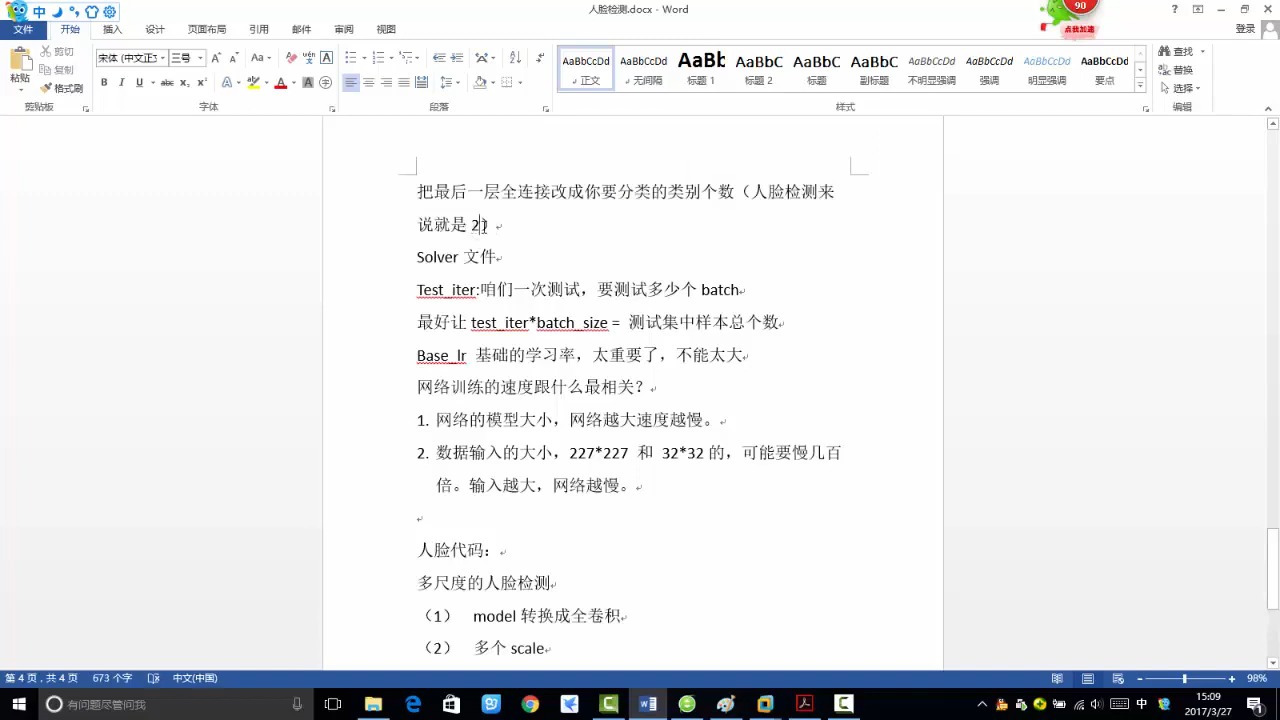 中
人脸检测.docx - Word
90
点我加速
文件 开始 插入 设计 页面布局 引用 邮件 审阅 视图 登录
粘贴 剪切 复制 格式刷
宋体 (中文正 三号
AaBbCcDd AaBbCcDd AaBb AaBbC AaBbC AaBbC AaBbCcDd AaBbCcDd AaBbCcDd AaBbCcDd
正文 无间隔 标题 1 标题 2 标题 副标题 不明显强调 强调 明显强调 要点
查找 替换 选择
剪贴板 字体 段落 样式 编辑
把最后一层全连接改成你要分类的类别个数（人脸检测来
说就是 2）
Solver 文件
Test_iter:咱们一次测试，要测试多少个 batch
最好让 test_iter*batch_size = 测试集中样本总个数
Base_lr 基础的学习率，太重要了，不能太大
网络训练的速度跟什么最相关？
1. 网络的模型大小，网络越大速度越慢。
2. 数据输入的大小，227*227 和 32*32 的，可能要慢几百
倍。输入越大，网络越慢。
人脸代码：
多尺度的人脸检测
（1） model 转换成全卷积
（2） 多个 scale
第 4 页，共 4 页 673 个字 中文(中国) 98%
有问题尽管问我
中
15:09
2017/3/27